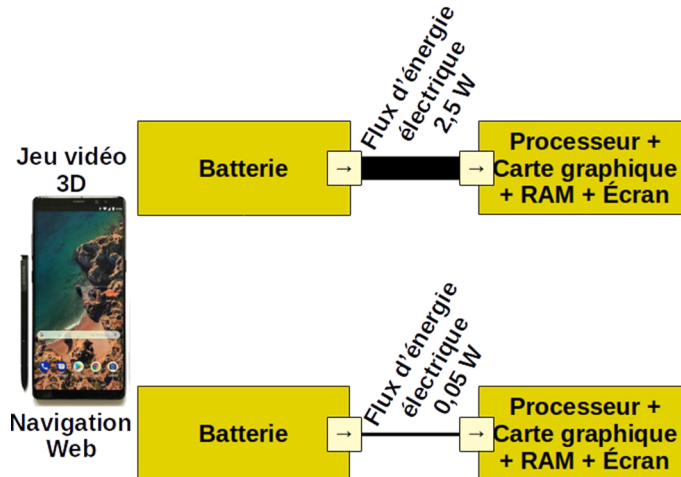 Jeu vidéo
3D
Batterie
→
Flux d'énergie
électrique
2,5 W
→
Processeur +
Carte graphique
+ RAM + Écran
Navigation
Web
Batterie
→
Flux d'énergie
électrique
0,05 W
→
Processeur +
Carte graphique
+ RAM + Écran